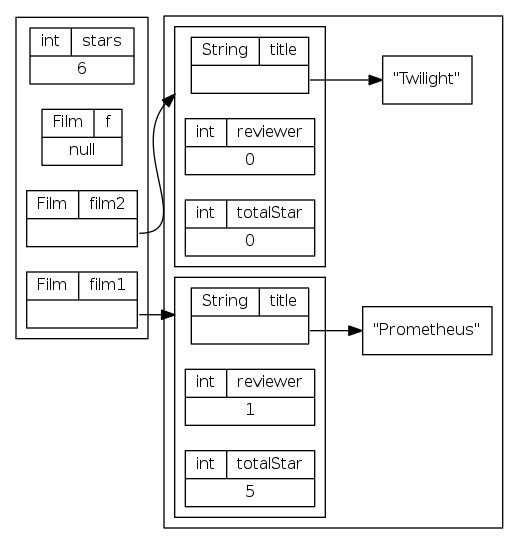 int stars
6
Film f
null
Film film2
Film film1
String title
"Twilight"
int reviewer
0
int totalStar
0
String title
"Prometheus"
int reviewer
1
int totalStar
5